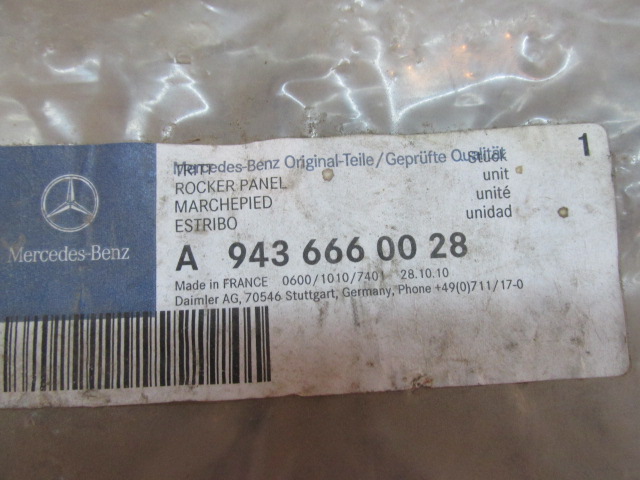 Mercedes-Benz Original-Teile/Geprüfte Qualität
TRITT Stück 1
ROCKER PANEL unit
MARCHEPIED unité
ESTRIBO unidad
Mercedes-Benz
A 943 666 00 28
Made in FRANCE 0600/1010/7401 28.10.10
Daimler AG, 70546 Stuttgart, Germany, Phone +49(0)711/17-0